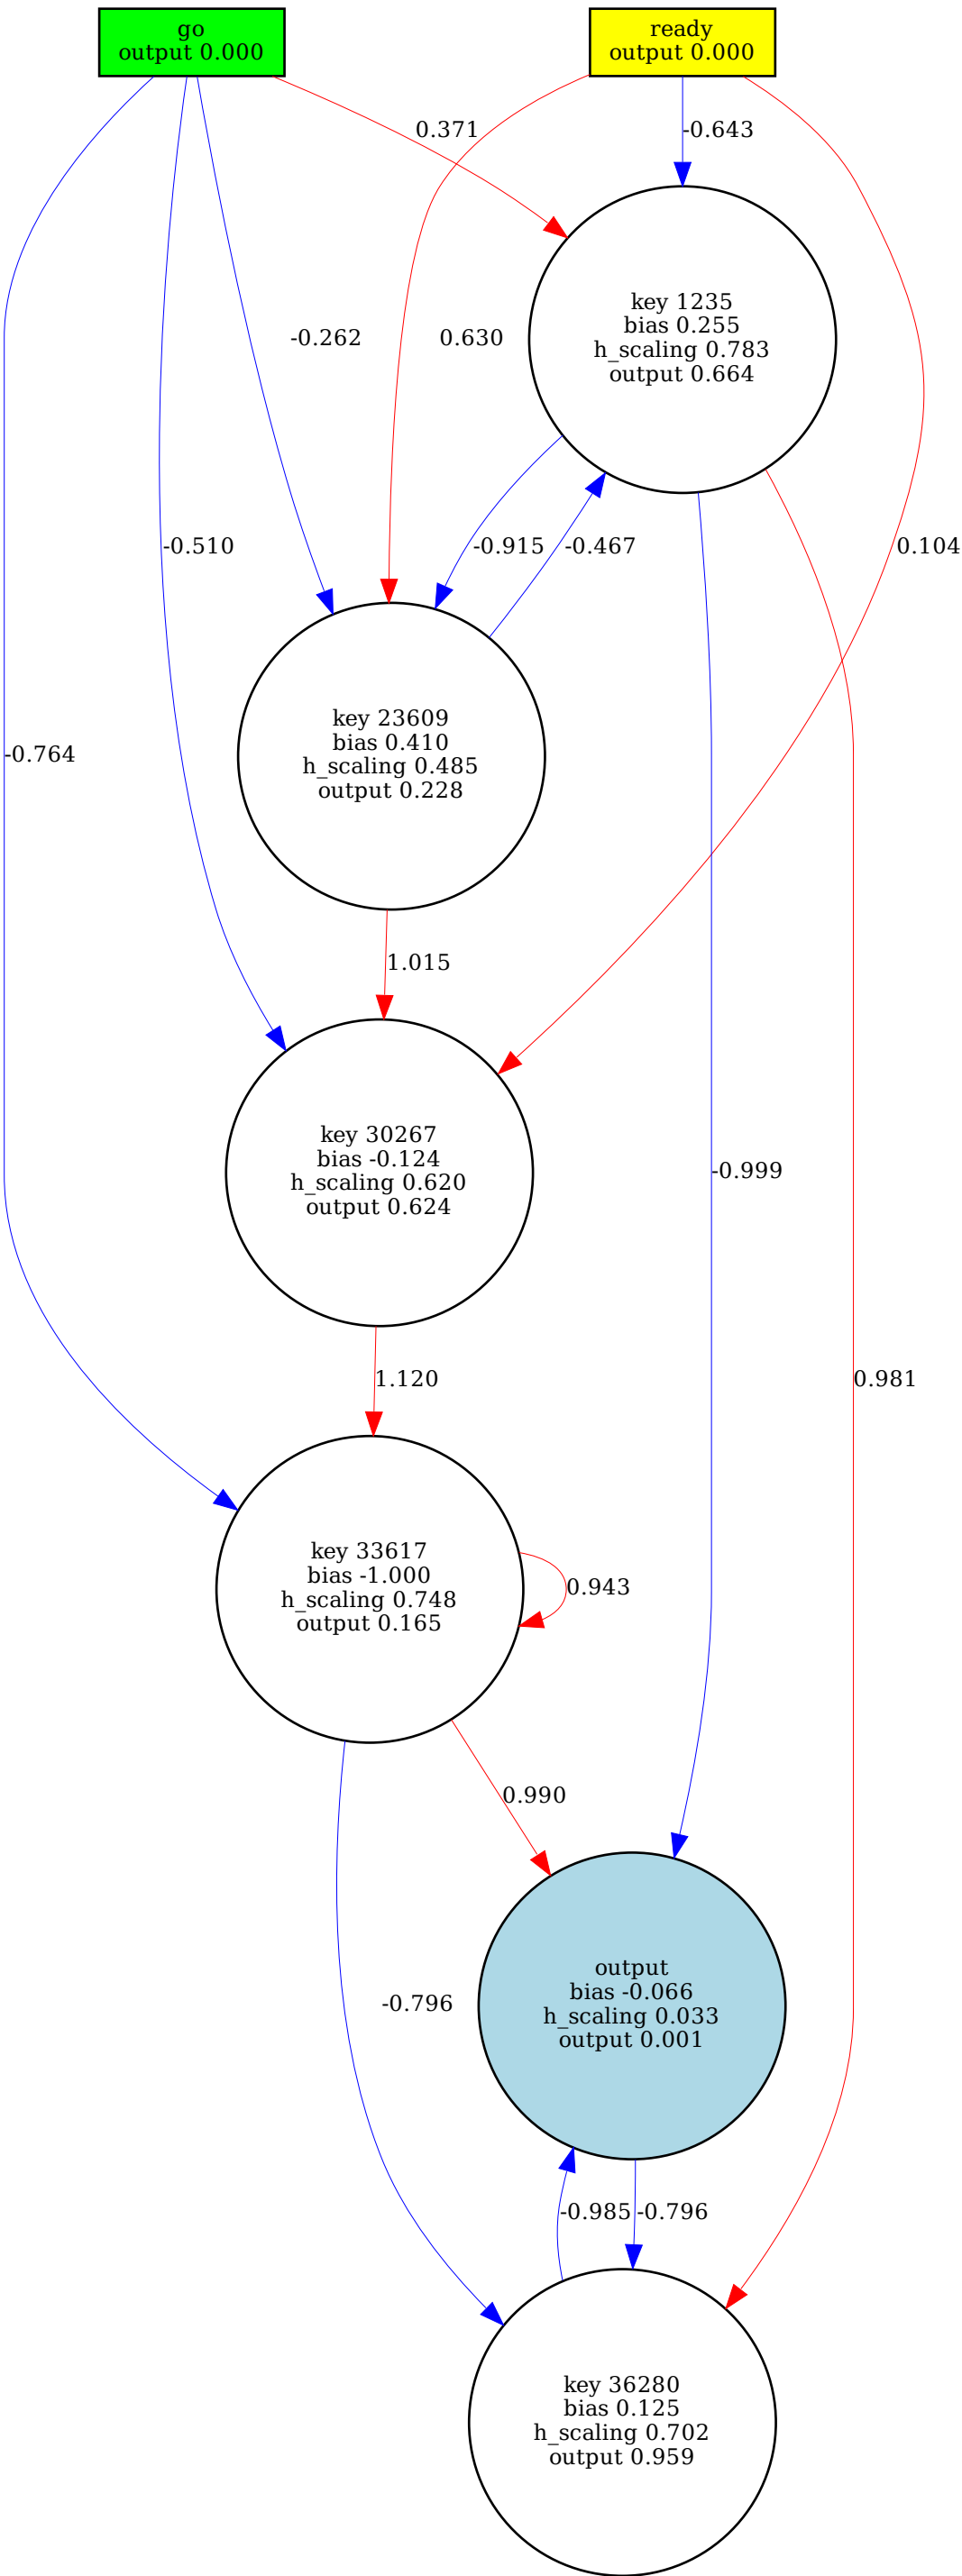 go
output 0.000
ready
output 0.000
0.371
-0.643
key 1235
bias 0.255
h_scaling 0.783
output 0.664
-0.262
0.630
-0.510
-0.915
-0.467
0.104
key 23609
bias 0.410
h_scaling 0.485
output 0.228
-0.764
1.015
key 30267
bias -0.124
h_scaling 0.620
output 0.624
-0.999
1.120
0.981
key 33617
bias -1.000
h_scaling 0.748
output 0.165
0.943
0.990
output
bias -0.066
h_scaling 0.033
output 0.001
-0.796
-0.985
-0.796
key 36280
bias 0.125
h_scaling 0.702
output 0.959